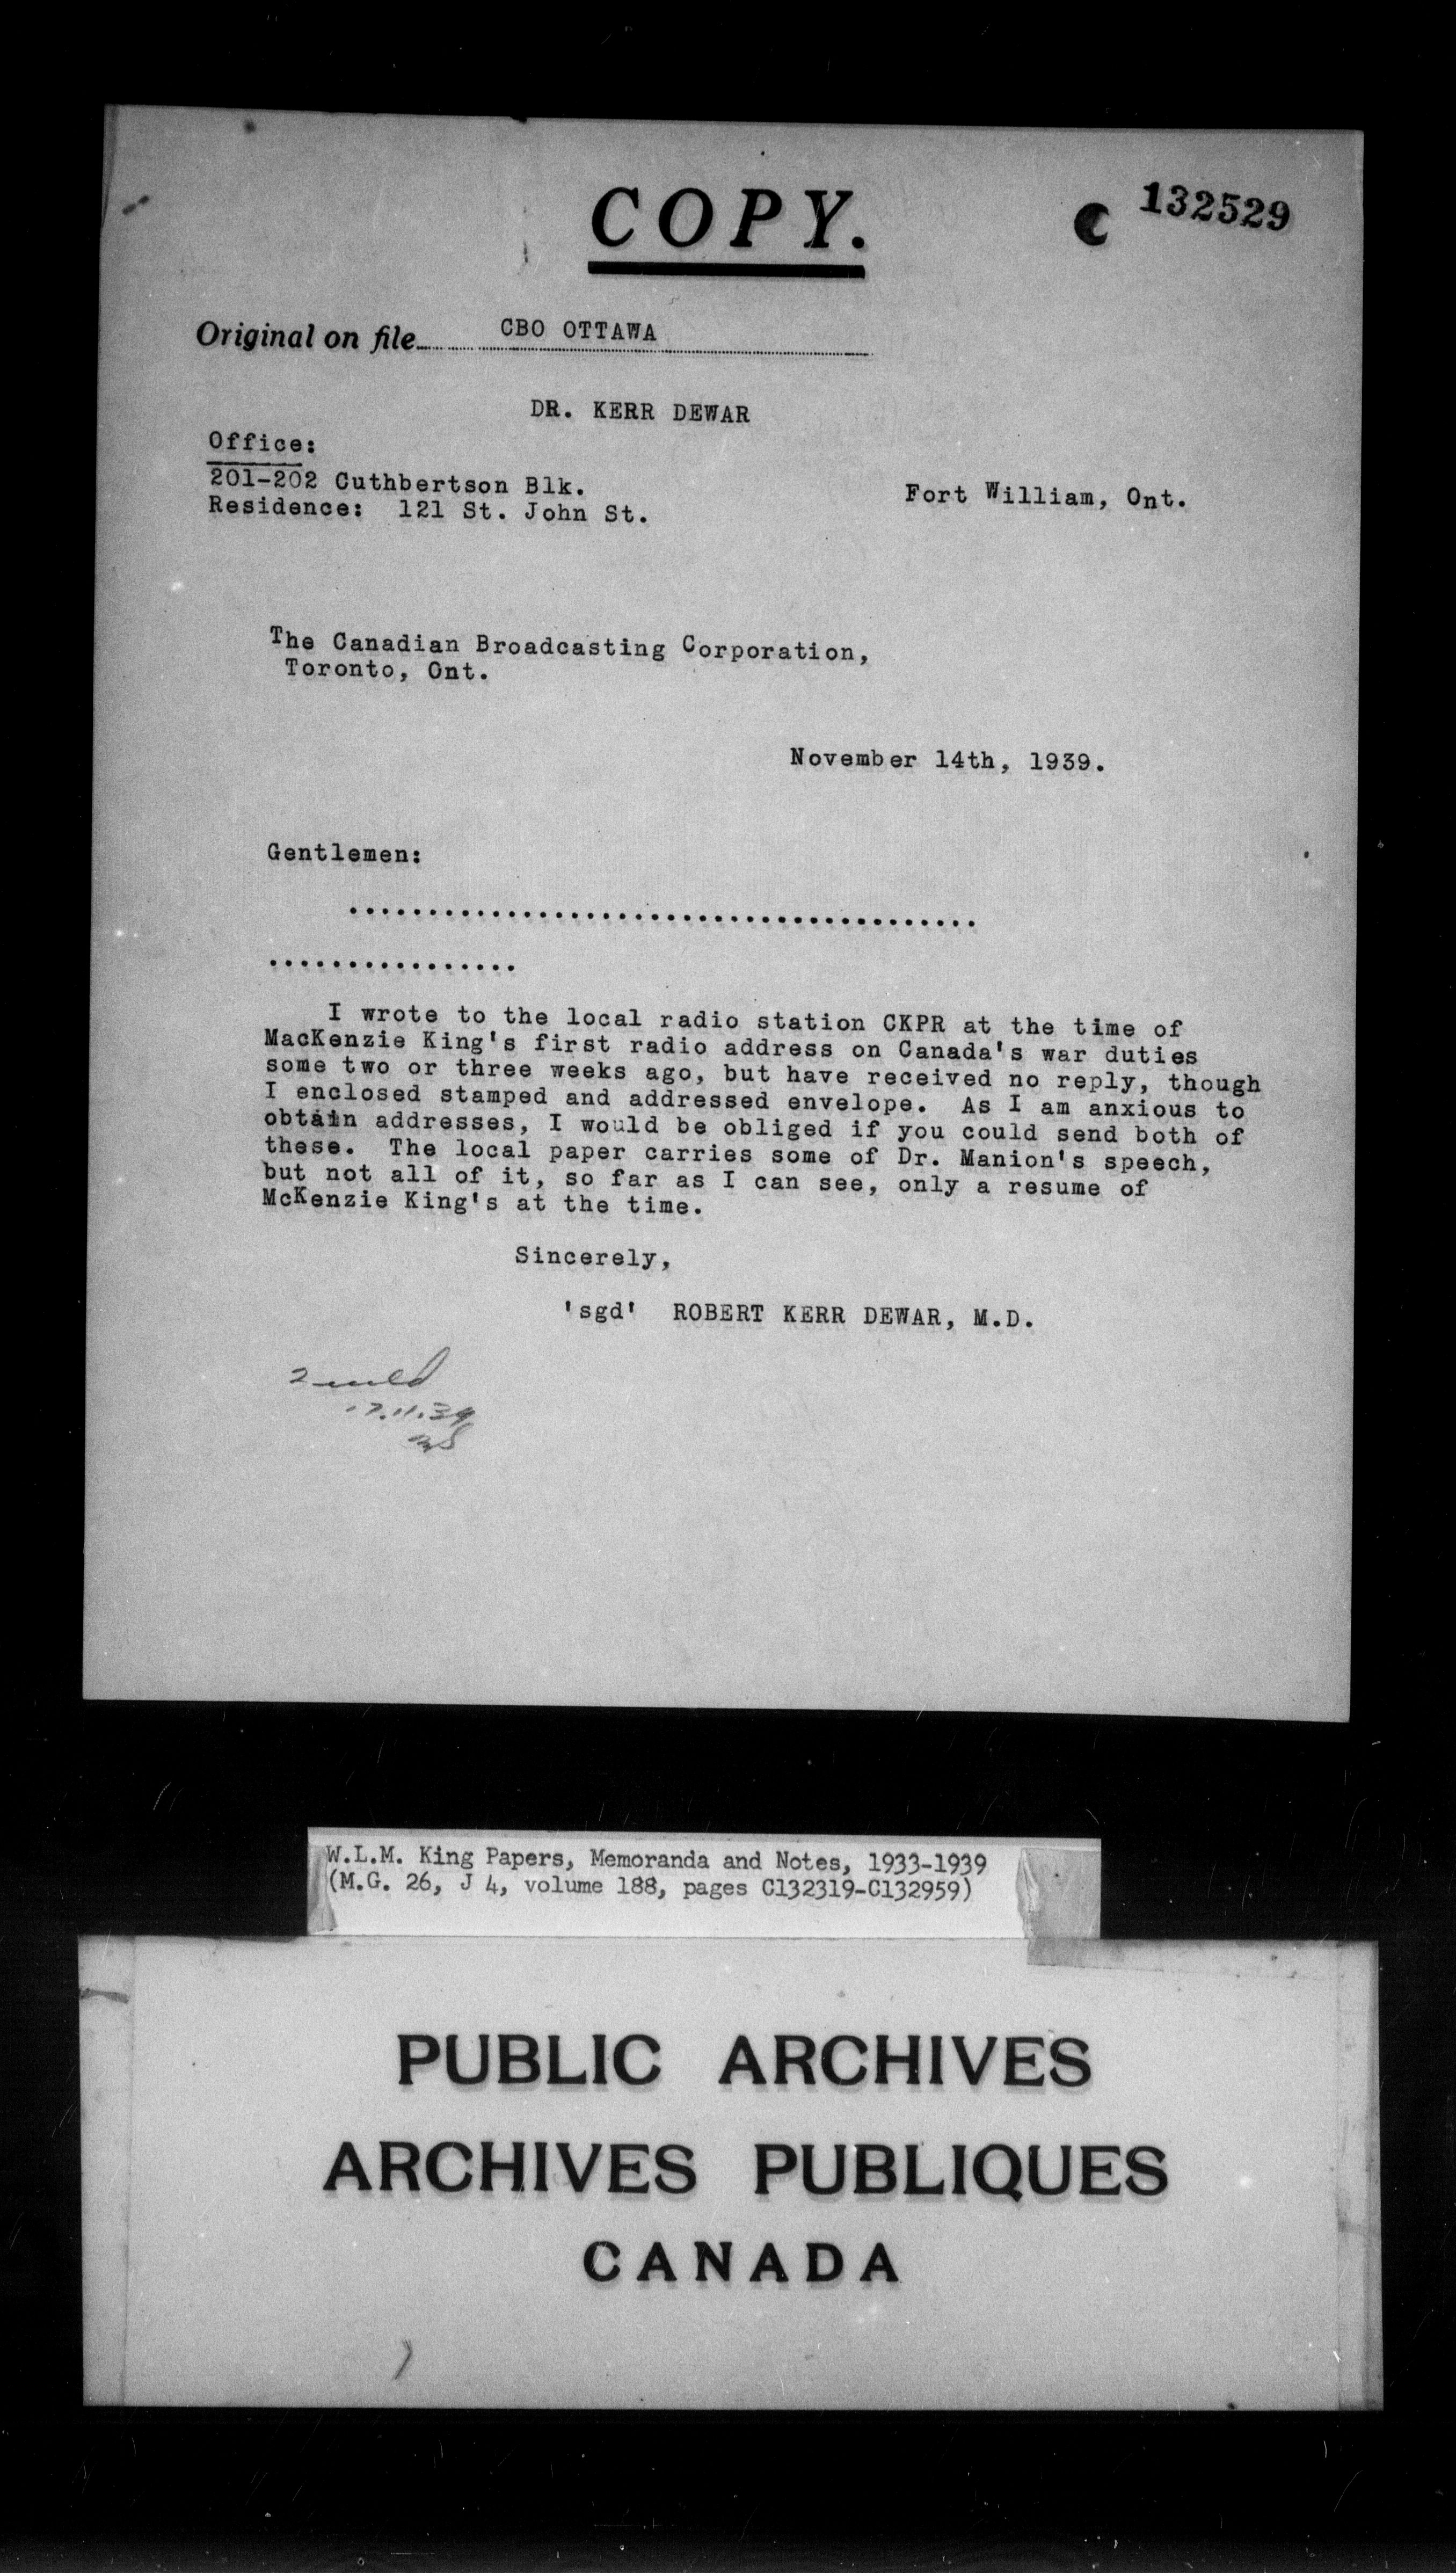 COPY.
C 132529
Original on file CBO OTTAWA
DR. KERR DEWAR
Office:
201-202 Cuthbertson Blk.
Fort William, Ont.
Residence: 121 St. John St.
The Canadian Broadcasting Corporation,
Toronto, Ont.
November 14th, 1939.
Gentlemen:
........................................
................
I wrote to the local radio station CKPR at the time of
MacKenzie King's first radio address on Canada's war duties
some two or three weeks ago, but have received no reply, though
I enclosed stamped and addressed envelope. As I am anxious to
obtain addresses, I would be obliged if you could send both of
these. The local paper carries some of Dr. Manion's speech,
but not all of it, so far as I can see, only a resume of
McKenzie King's at the time.
Sincerely,
'sgd' ROBERT KERR DEWAR, M.D.
W.L.M. King Papers, Memoranda and Notes, 1933-1939
(M.G. 26, J 4, volume 188, pages C132319-C132959)
PUBLIC ARCHIVES
ARCHIVES PUBLIQUES
CANADA